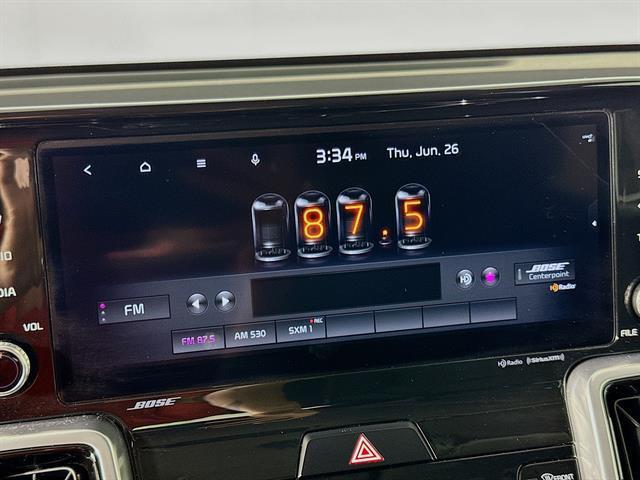 3:34 PM Thu, Jun. 26
87.5
BOSE
Centerpoint
HD Radio
FM
FM 87.5 AM 530 SXM 1 REC
VOL
FILE
HD Radio ((SiriusXM))
BOSE
FRONT